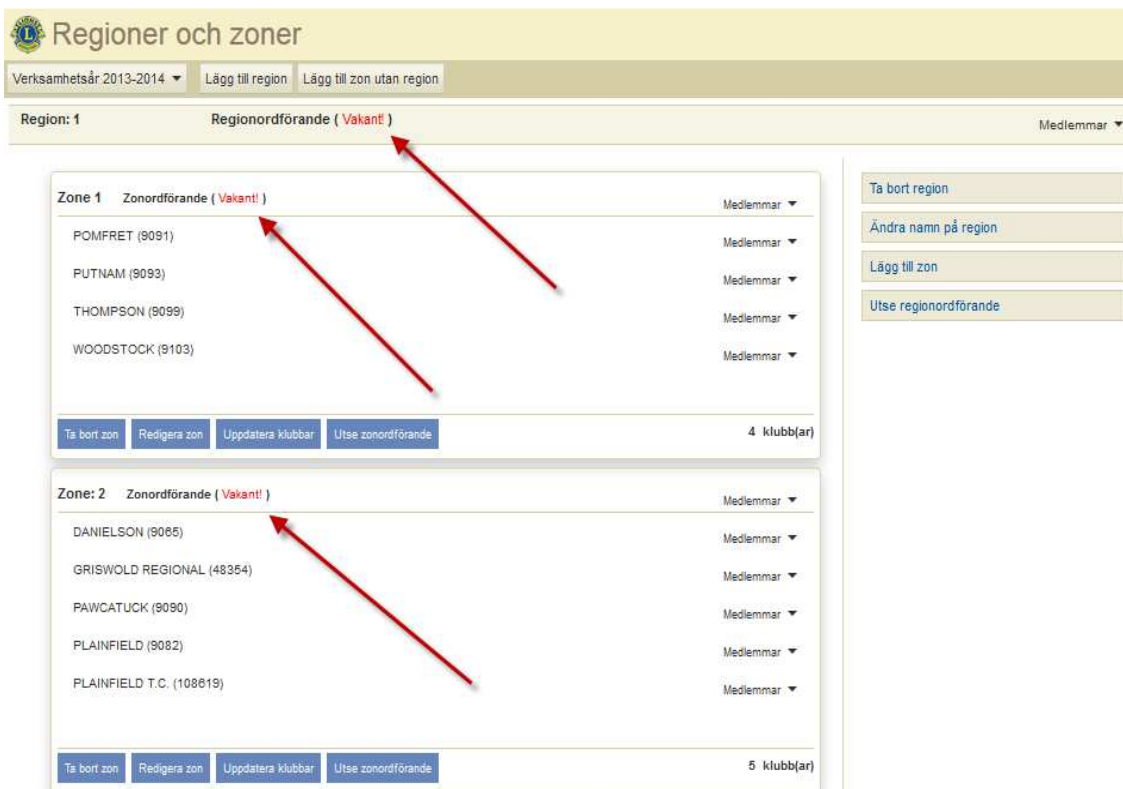 Regioner och zoner
Verksamhetsår 2013-2014 Lägg till region Lägg till zon utan region
Region: 1 Regionordförande ( Vakant! ) Medlemmar
Zone 1 Zonordförande ( Vakant! ) Medlemmar
POMFRET (9091) Medlemmar
PUTNAM (9093) Medlemmar
THOMPSON (9099) Medlemmar
WOODSTOCK (9103) Medlemmar
Ta bort zon Redigera zon Uppdatera klubbar Utse zonordförande 4 klubb(ar)
Zone: 2 Zonordförande ( Vakant! ) Medlemmar
DANIELSON (9065) Medlemmar
GRISWOLD REGIONAL (48354) Medlemmar
PAWCATUCK (9090) Medlemmar
PLAINFIELD (9082) Medlemmar
PLAINFIELD T.C. (108619) Medlemmar
Ta bort zon Redigera zon Uppdatera klubbar Utse zonordförande 5 klubb(ar)
Ta bort region
Ändra namn på region
Lägg till zon
Utse regionordförande